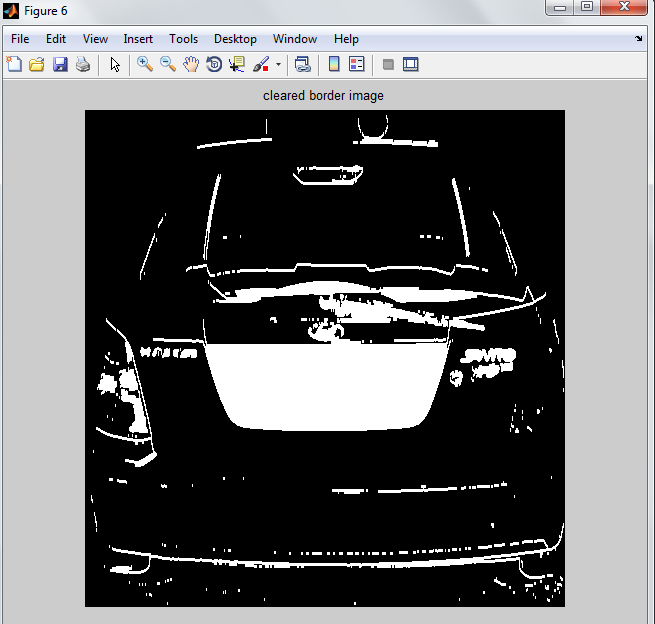 Figure 6
File Edit View Insert Tools Desktop Window Help
cleared border image